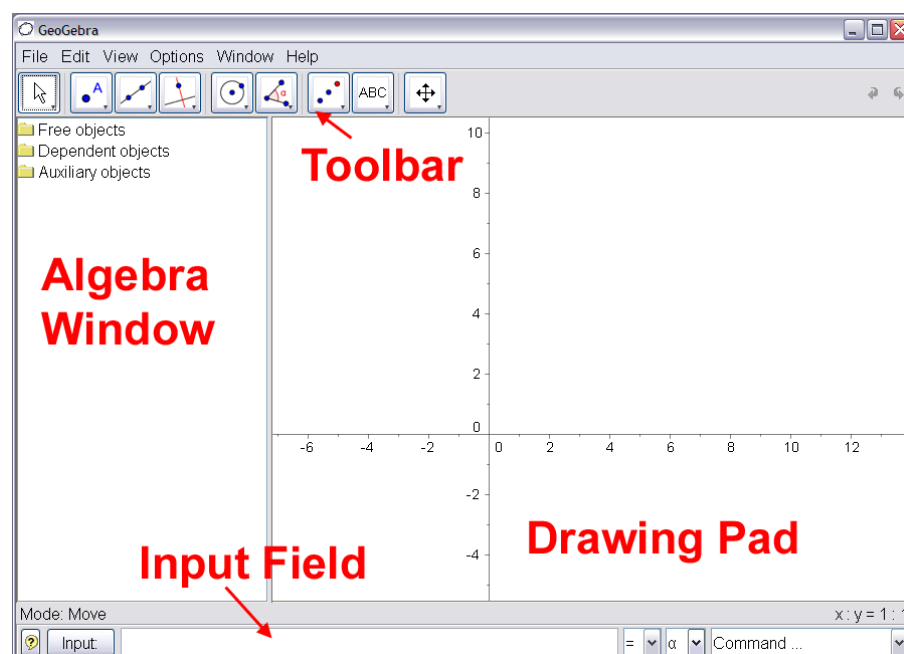 GeoGebra
File Edit View Options Window Help
A α ABC
Free objects
Dependent objects
Auxiliary objects
Toolbar
Algebra
Window
10
8
6
4
2
0
-6 -4 -2 0 2 4 6 8 10 12
-2
-4
Drawing Pad
Input Field
Mode: Move x : y = 1 : 1
? Input: = α Command ...